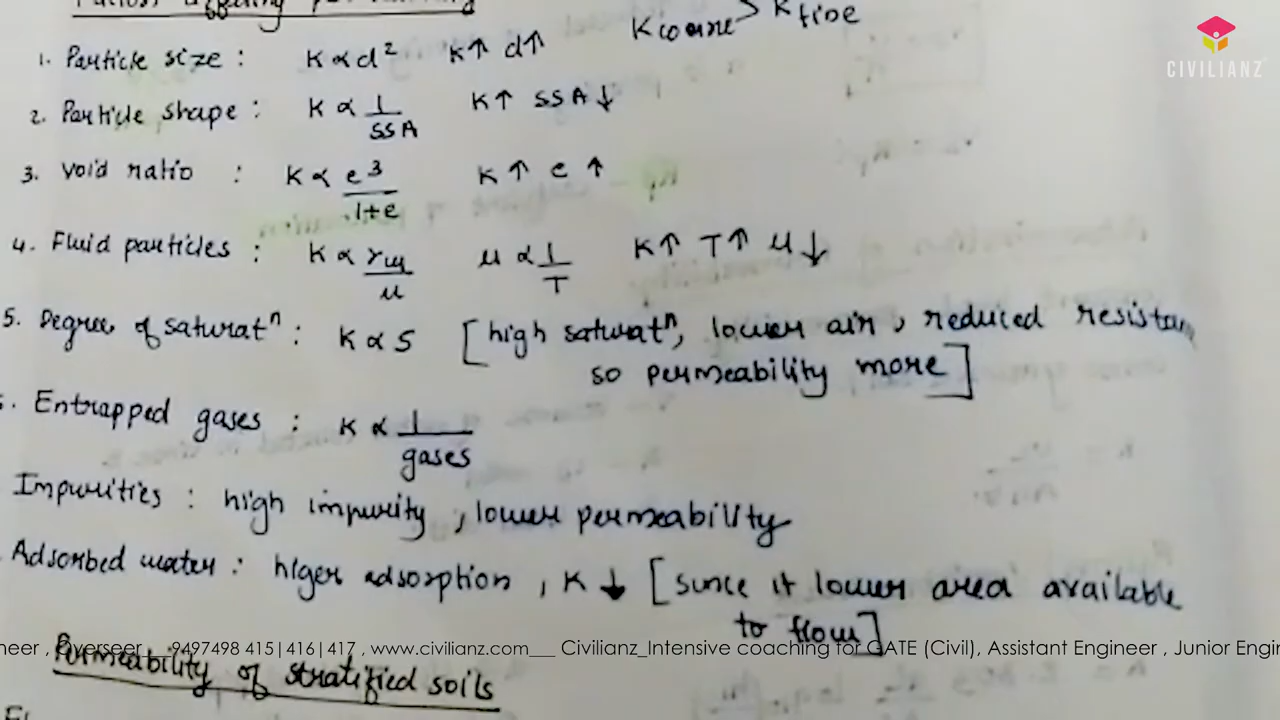 Factors affecting permeability
K coarse > K fine
CIVILIANZ
1. Particle size : K ∝ d² K↑ d↑
2. Particle shape : K ∝ 1/SSA K↑ SSA↓
3. Void ratio : K ∝ e³/1+e K↑ e↑
4. Fluid particles : K ∝ γw/μ μ ∝ 1/T K↑ T↑ μ↓
5. Degree of saturatⁿ : K ∝ S [high saturatⁿ, lower air, reduced resistan
so permeability more]
. Entrapped gases : K ∝ 1/gases
Impurities : high impurity, lower permeability
. Adsorbed water : higer adsorption, K ↓ [since it lower area available
to flow]
neer , Overseer 9497498 415|416|417 , www.civilianz.com___ Civilianz_Intensive coaching for GATE (Civil), Assistant Engineer , Junior Engi
Permeability of stratified soils